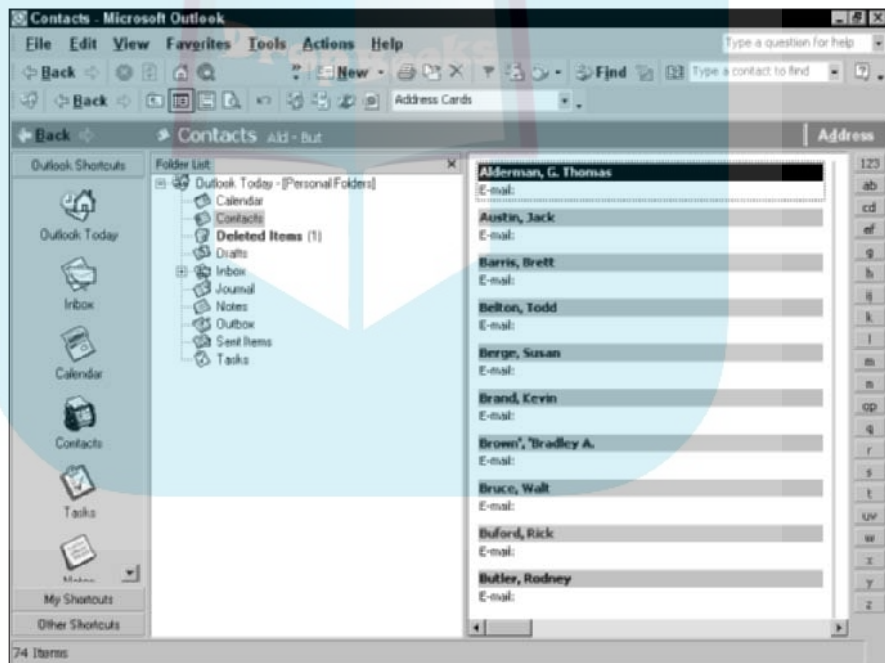 Contacts - Microsoft Outlook
File Edit View Favorites Tools Actions Help
Type a question for help
Back
New
Find
Type a contact to find
Back
Address Cards
Back
Contacts Ald - But
Address
Outlook Shortcuts
Outlook Today
Inbox
Calendar
Contacts
Tasks
Notes
My Shortcuts
Other Shortcuts
Folder List
Outlook Today - [Personal Folders]
Calendar
Contacts
Deleted Items (1)
Drafts
Inbox
Journal
Notes
Outbox
Sent Items
Tasks
Alderman, G. Thomas
E-mail:
Austin, Jack
E-mail:
Barris, Brett
E-mail:
Belton, Todd
E-mail:
Berge, Susan
E-mail:
Brand, Kevin
E-mail:
Brown', 'Bradley A.
E-mail:
Bruce, Walt
E-mail:
Buford, Rick
E-mail:
Butler, Rodney
E-mail:
123
ab
cd
ef
g
h
ij
k
l
m
n
op
q
r
s
t
uv
w
x
y
z
74 Items